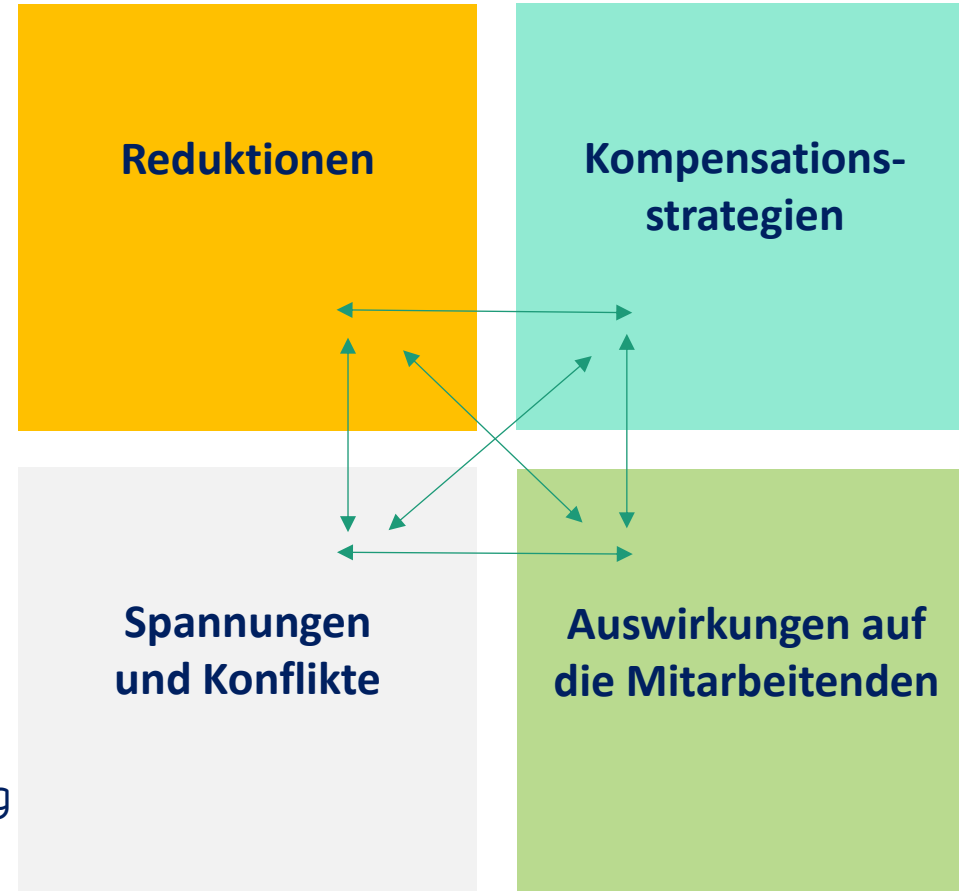 Reduktionen
Kompensations-
strategien
Spannungen
und Konflikte
Auswirkungen auf
die Mitarbeitenden
g